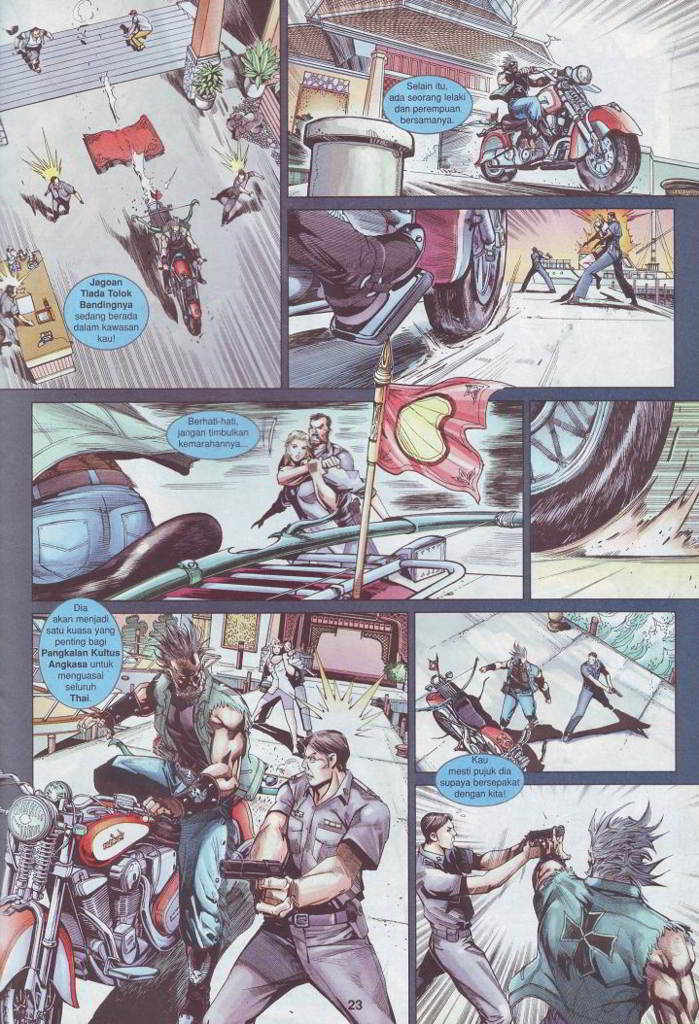 Jagoan
Tiada Tolok
Bandingnya
sedang berada
dalam kawasan
kau!
Selain itu,
ada seorang lelaki
dan perempuan
bersamanya.
Berhati-hati,
jangan timbulkan
kemarahannya...
Dia
akan menjadi
satu kuasa yang
penting bagi
Pangkalan Kultus
Angkasa untuk
menguasai
seluruh
Thai.
Kau
mesti pujuk dia
supaya bersepakat
dengan kita!
23